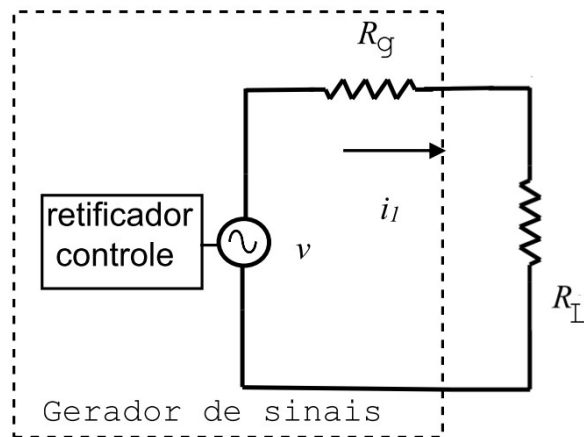 Rg
i1
retificador
controle
v
RL
Gerador de sinais